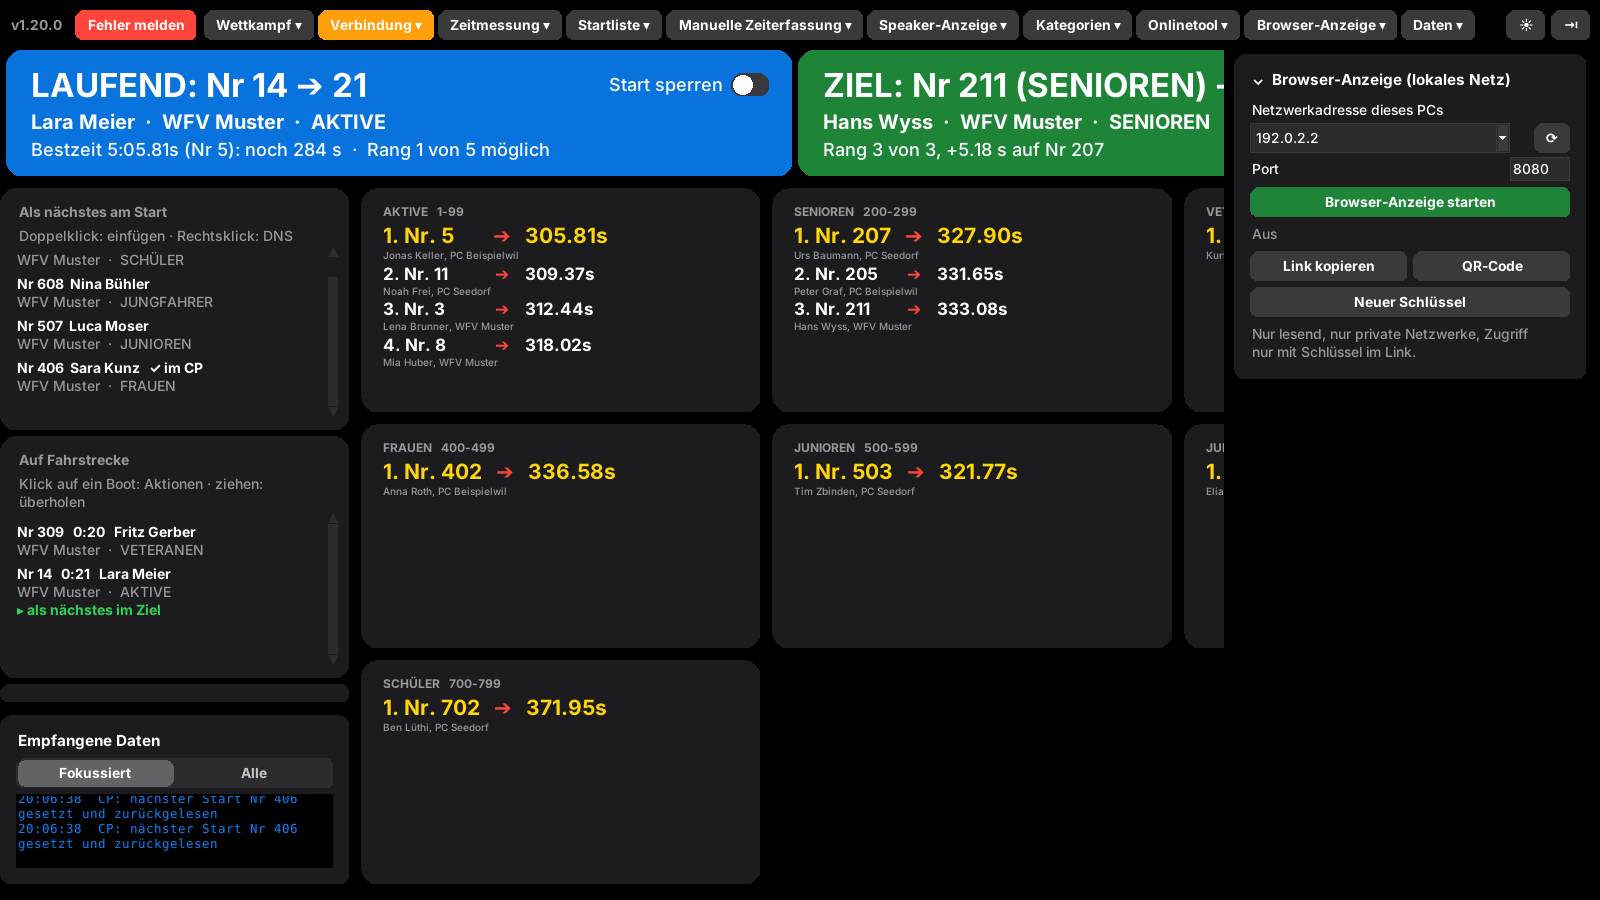 v1.20.0 Fehler melden Wettkampf ▾ Verbindung ▾ Zeitmessung ▾ Startliste ▾ Manuelle Zeiterfassung ▾ Speaker-Anzeige ▾ Kategorien ▾ Onlinetool ▾ Browser-Anzeige ▾ Daten ▾
LAUFEND: Nr 14 ➔ 21
Start sperren
Lara Meier · WFV Muster · AKTIVE
Bestzeit 5:05.81s (Nr 5): noch 284 s · Rang 1 von 5 möglich
ZIEL: Nr 211 (SENIOREN)
Hans Wyss · WFV Muster · SENIOREN
Rang 3 von 3, +5.18 s auf Nr 207
Als nächstes am Start
Doppelklick: einfügen · Rechtsklick: DNS
WFV Muster · SCHÜLER
Nr 608 Nina Bühler
WFV Muster · JUNGFAHRER
Nr 507 Luca Moser
WFV Muster · JUNIOREN
Nr 406 Sara Kunz ✓ im CP
WFV Muster · FRAUEN
Auf Fahrstrecke
Klick auf ein Boot: Aktionen · ziehen:
überholen
Nr 309 0:20 Fritz Gerber
WFV Muster · VETERANEN
Nr 14 0:21 Lara Meier
WFV Muster · AKTIVE
▸ als nächstes im Ziel
Empfangene Daten
Fokussiert Alle
20:06:38 CP: nächster Start Nr 406
gesetzt und zurückgelesen
20:06:38 CP: nächster Start Nr 406
gesetzt und zurückgelesen
AKTIVE 1-99
1. Nr. 5 ➔ 305.81s
Jonas Keller, PC Beispielwil
2. Nr. 11 ➔ 309.37s
Noah Frei, PC Seedorf
3. Nr. 3 ➔ 312.44s
Lena Brunner, WFV Muster
4. Nr. 8 ➔ 318.02s
Mia Huber, WFV Muster
SENIOREN 200-299
1. Nr. 207 ➔ 327.90s
Urs Baumann, PC Seedorf
2. Nr. 205 ➔ 331.65s
Peter Graf, PC Beispielwil
3. Nr. 211 ➔ 333.08s
Hans Wyss, WFV Muster
VE
1.
Kur
FRAUEN 400-499
1. Nr. 402 ➔ 336.58s
Anna Roth, PC Beispielwil
JUNIOREN 500-599
1. Nr. 503 ➔ 321.77s
Tim Zbinden, PC Seedorf
JU
1.
Elia
SCHÜLER 700-799
1. Nr. 702 ➔ 371.95s
Ben Lüthi, PC Seedorf
Browser-Anzeige (lokales Netz)
Netzwerkadresse dieses PCs
192.0.2.2
Port 8080
Browser-Anzeige starten
Aus
Link kopieren QR-Code
Neuer Schlüssel
Nur lesend, nur private Netzwerke, Zugriff
nur mit Schlüssel im Link.